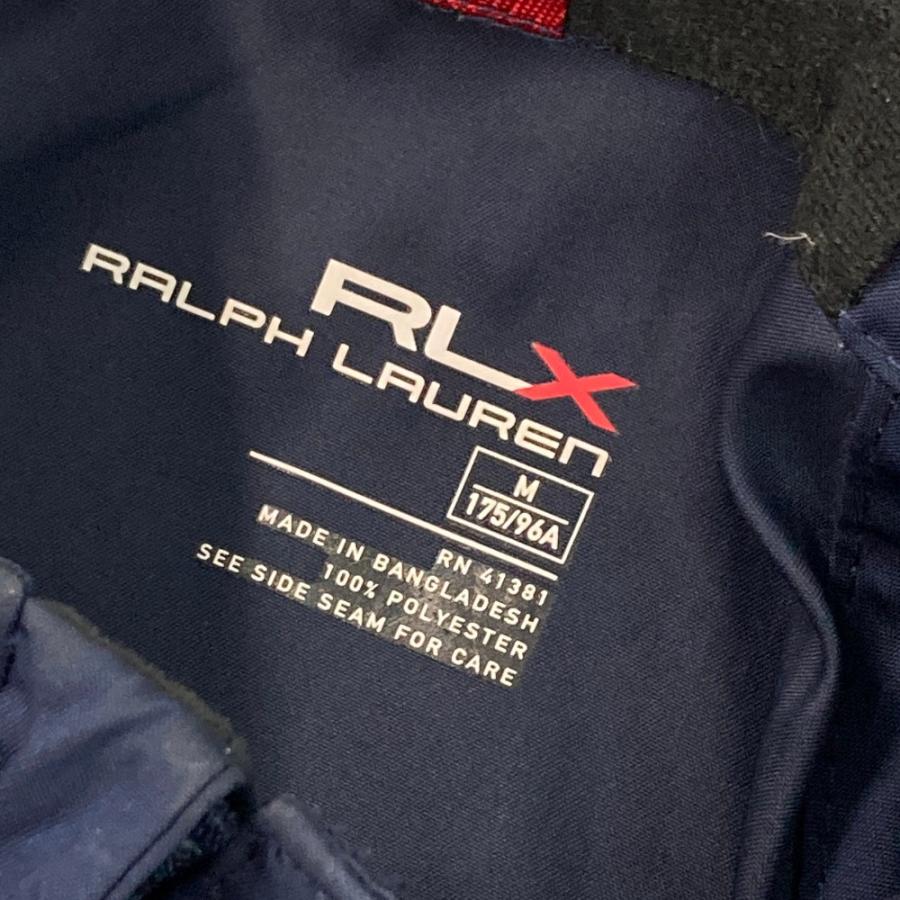 RLX
RALPH LAUREN
M
175/96A
RN 41381
MADE IN BANGLADESH
100% POLYESTER
SEE SIDE SEAM FOR CARE